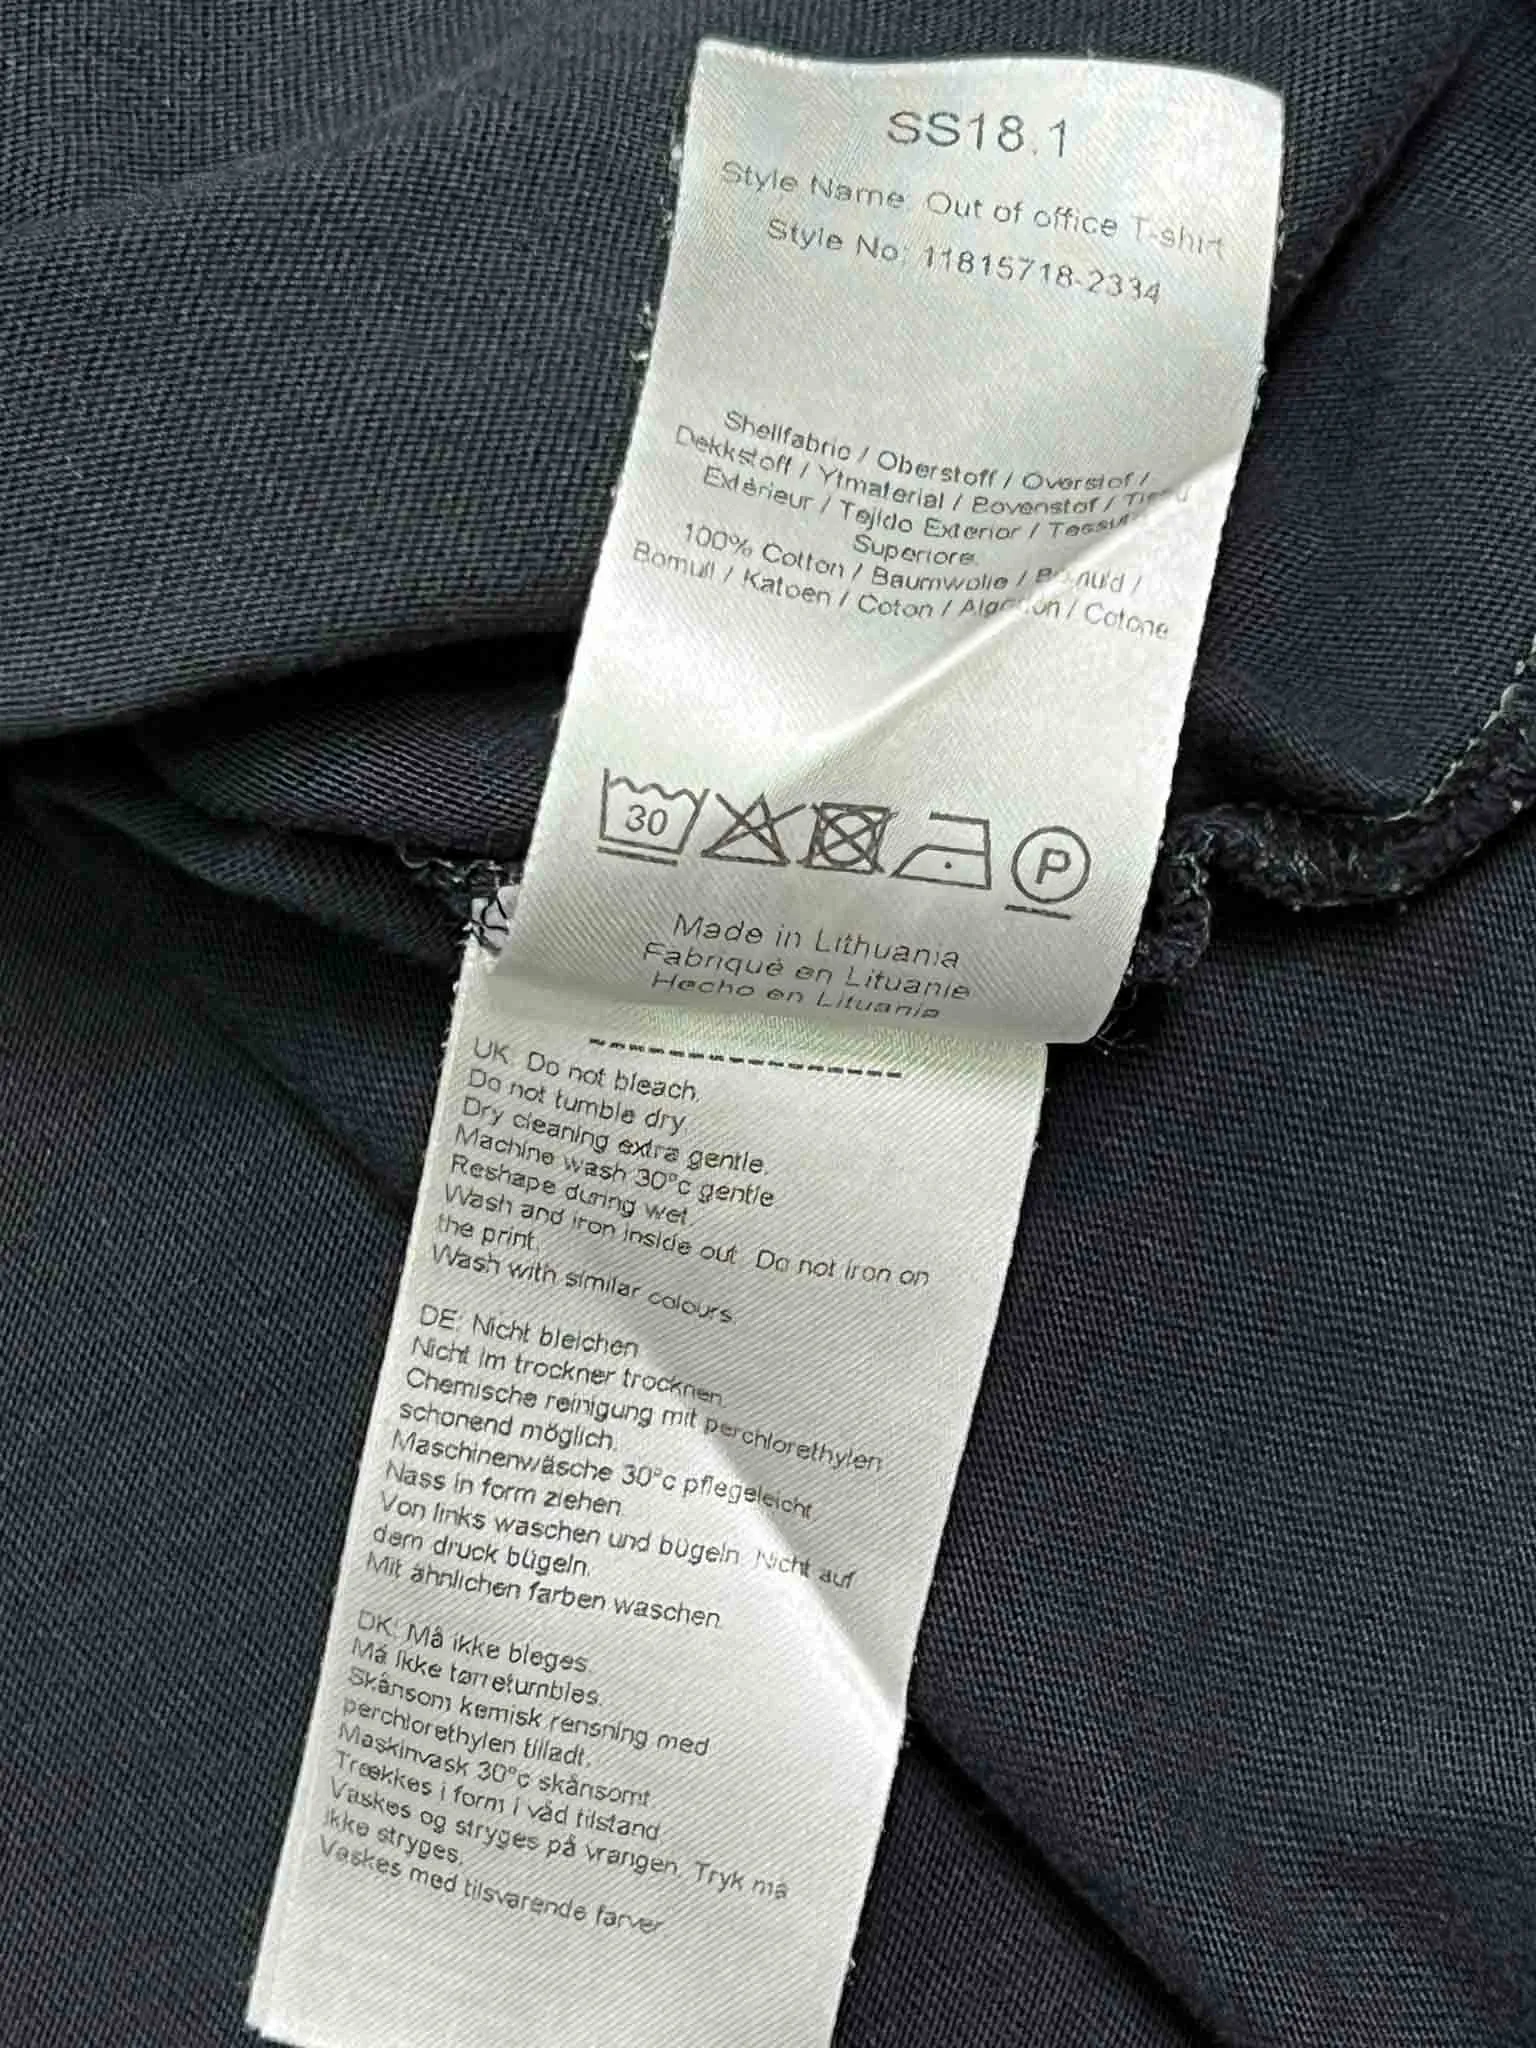 SS18.1
Style Name: Out of office T-shirt
Style No: 11815718-2334
Shellfabric / Oberstoff / Overstof /
Dekkstoff / Ytmaterial / Bovenstof /
Extérieur / Tejido Exterior /
Superiore.
100% Cotton / Baumwolle / /
Bomull / Katoen / Coton / / Cotone
30
P
Made in Lithuania
Fabriqué en Lituanie
Hecho en Lituania
UK: Do not bleach.
Do not tumble dry.
Dry cleaning extra gentle.
Machine wash 30°c gentle
Reshape during wet.
Wash and iron inside out. Do not iron on
the print.
Wash with similar colours.
DE: Nicht bleichen
Nicht im trockner trocknen.
Chemische reinigung mit perchlorethylen
schonend möglich.
Maschinenwäsche 30°c pflegeleicht.
Nass in form ziehen.
Von links waschen und bügeln. Nicht auf
dem druck bügeln.
Mit ähnlichen farben waschen.
DK: Må ikke bleges.
Må ikke tørretumbles.
Skånsom kemisk rensning med
perchlorethylen tilladt.
Maskinvask 30°c skånsomt.
Trækkes i form i våd tilstand.
Vaskes og stryges på vrangen. Tryk må
ikke stryges.
Vaskes med tilsvarende farver.